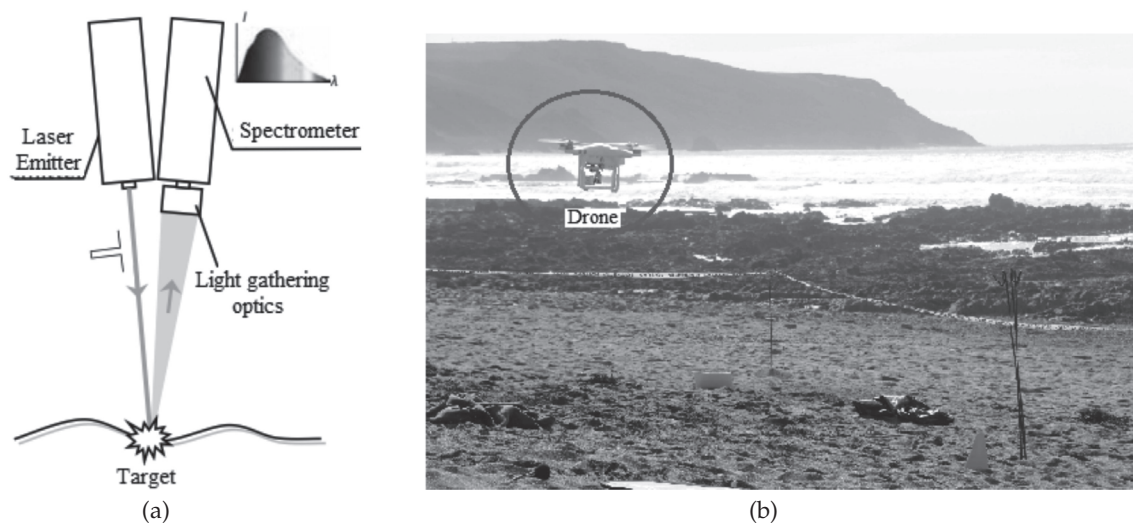 I
λ
Laser
Emitter
Spectrometer
Light gathering
optics
Target
(a)
Drone
(b)